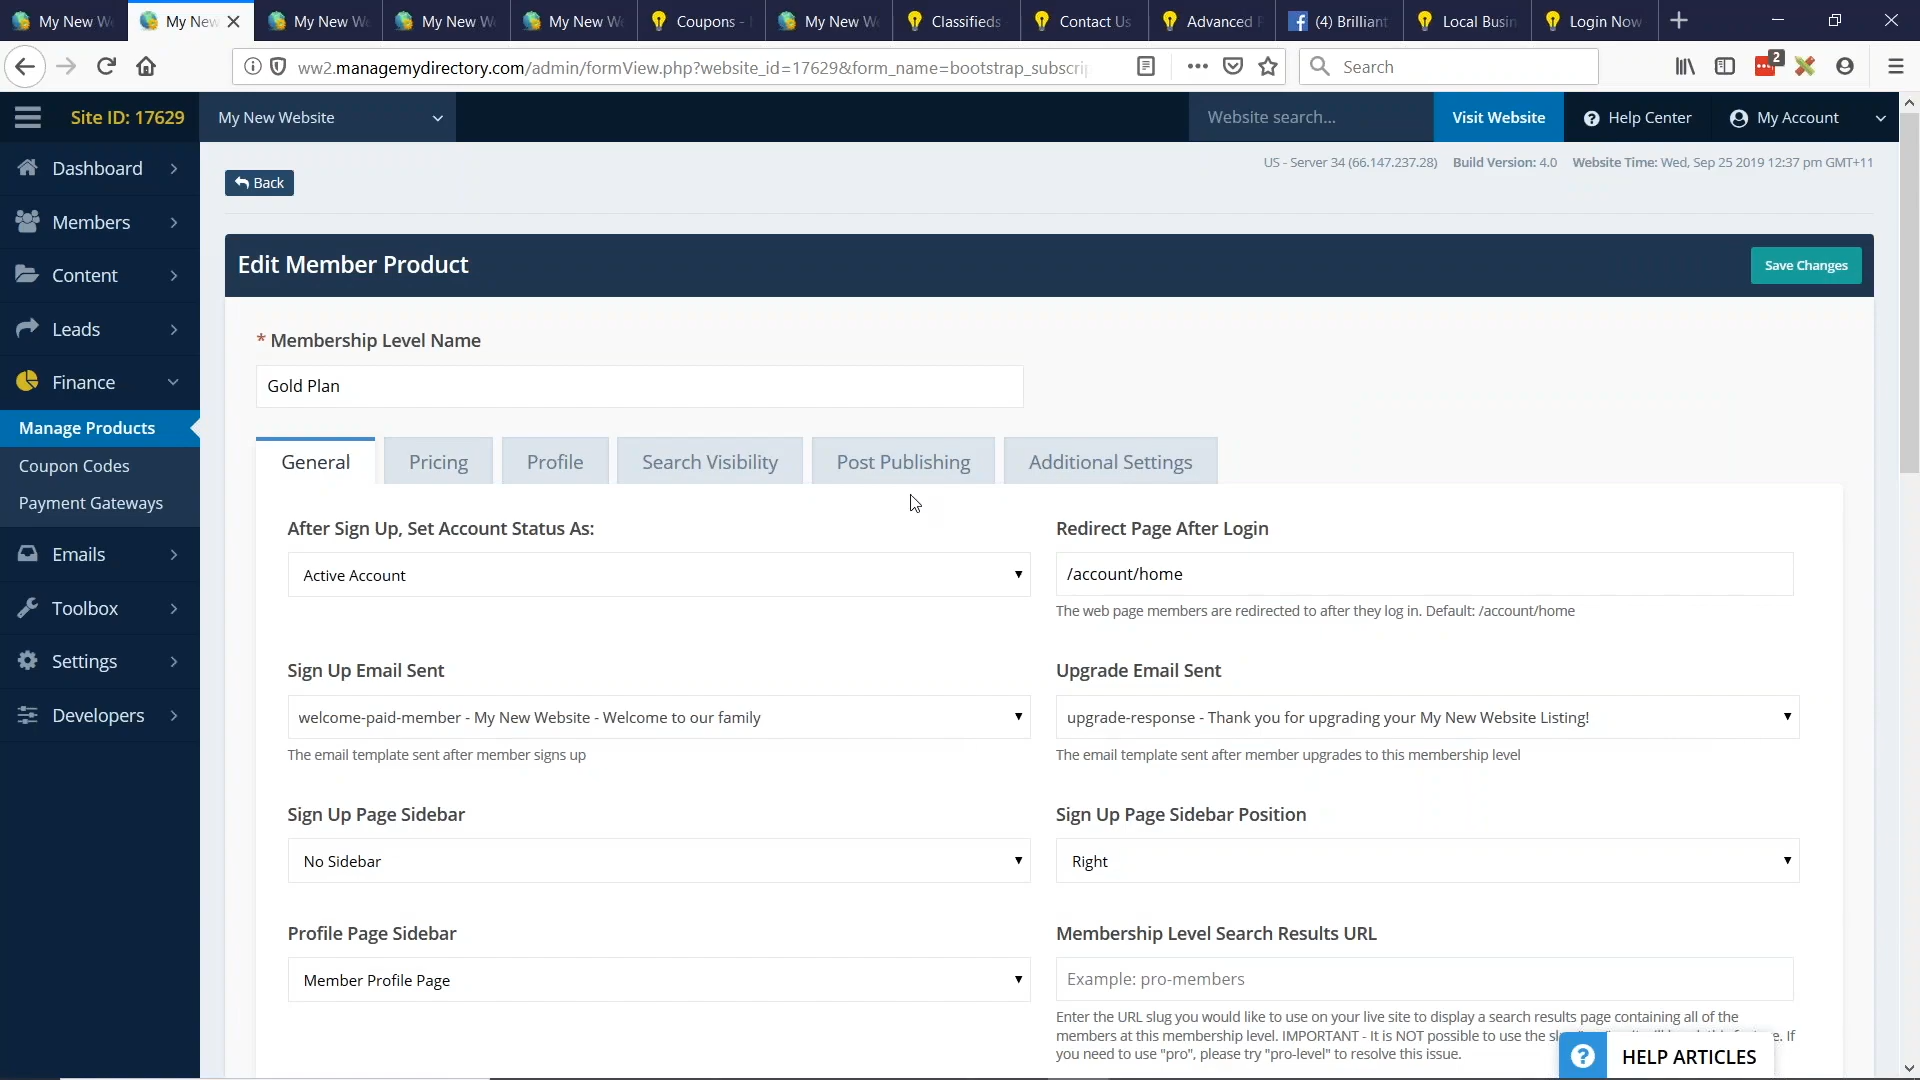 My New W
My New
My New W
My New W
My New W
Coupons -
My New W
Classifieds
Contact Us
Advanced
(4) Brilliant
Local Busin
Login Now
ww2.managemydirectory.com/admin/formView.php?website_id=17629&form_name=bootstrap_subscri
Search
2
Site ID: 17629
My New Website
Website search...
Visit Website
Help Center
My Account
US - Server 34 (66.147.237.28) Build Version: 4.0 Website Time: Wed, Sep 25 2019 12:37 pm GMT+11
Dashboard
Members
Content
Leads
Finance
Manage Products
Coupon Codes
Payment Gateways
Emails
Toolbox
Settings
Developers
Back
Edit Member Product
Save Changes
* Membership Level Name
Gold Plan
General
Pricing
Profile
Search Visibility
Post Publishing
Additional Settings
After Sign Up, Set Account Status As:
Active Account
Redirect Page After Login
/account/home
The web page members are redirected to after they log in. Default: /account/home
Sign Up Email Sent
welcome-paid-member - My New Website - Welcome to our family
The email template sent after member signs up
Upgrade Email Sent
upgrade-response - Thank you for upgrading your My New Website Listing!
The email template sent after member upgrades to this membership level
Sign Up Page Sidebar
No Sidebar
Sign Up Page Sidebar Position
Right
Profile Page Sidebar
Member Profile Page
Membership Level Search Results URL
Example: pro-members
Enter the URL slug you would like to use on your live site to display a search results page containing all of the
members at this membership level. IMPORTANT - It is NOT possible to use the If
you need to use "pro", please try "pro-level" to resolve this issue.
? HELP ARTICLES